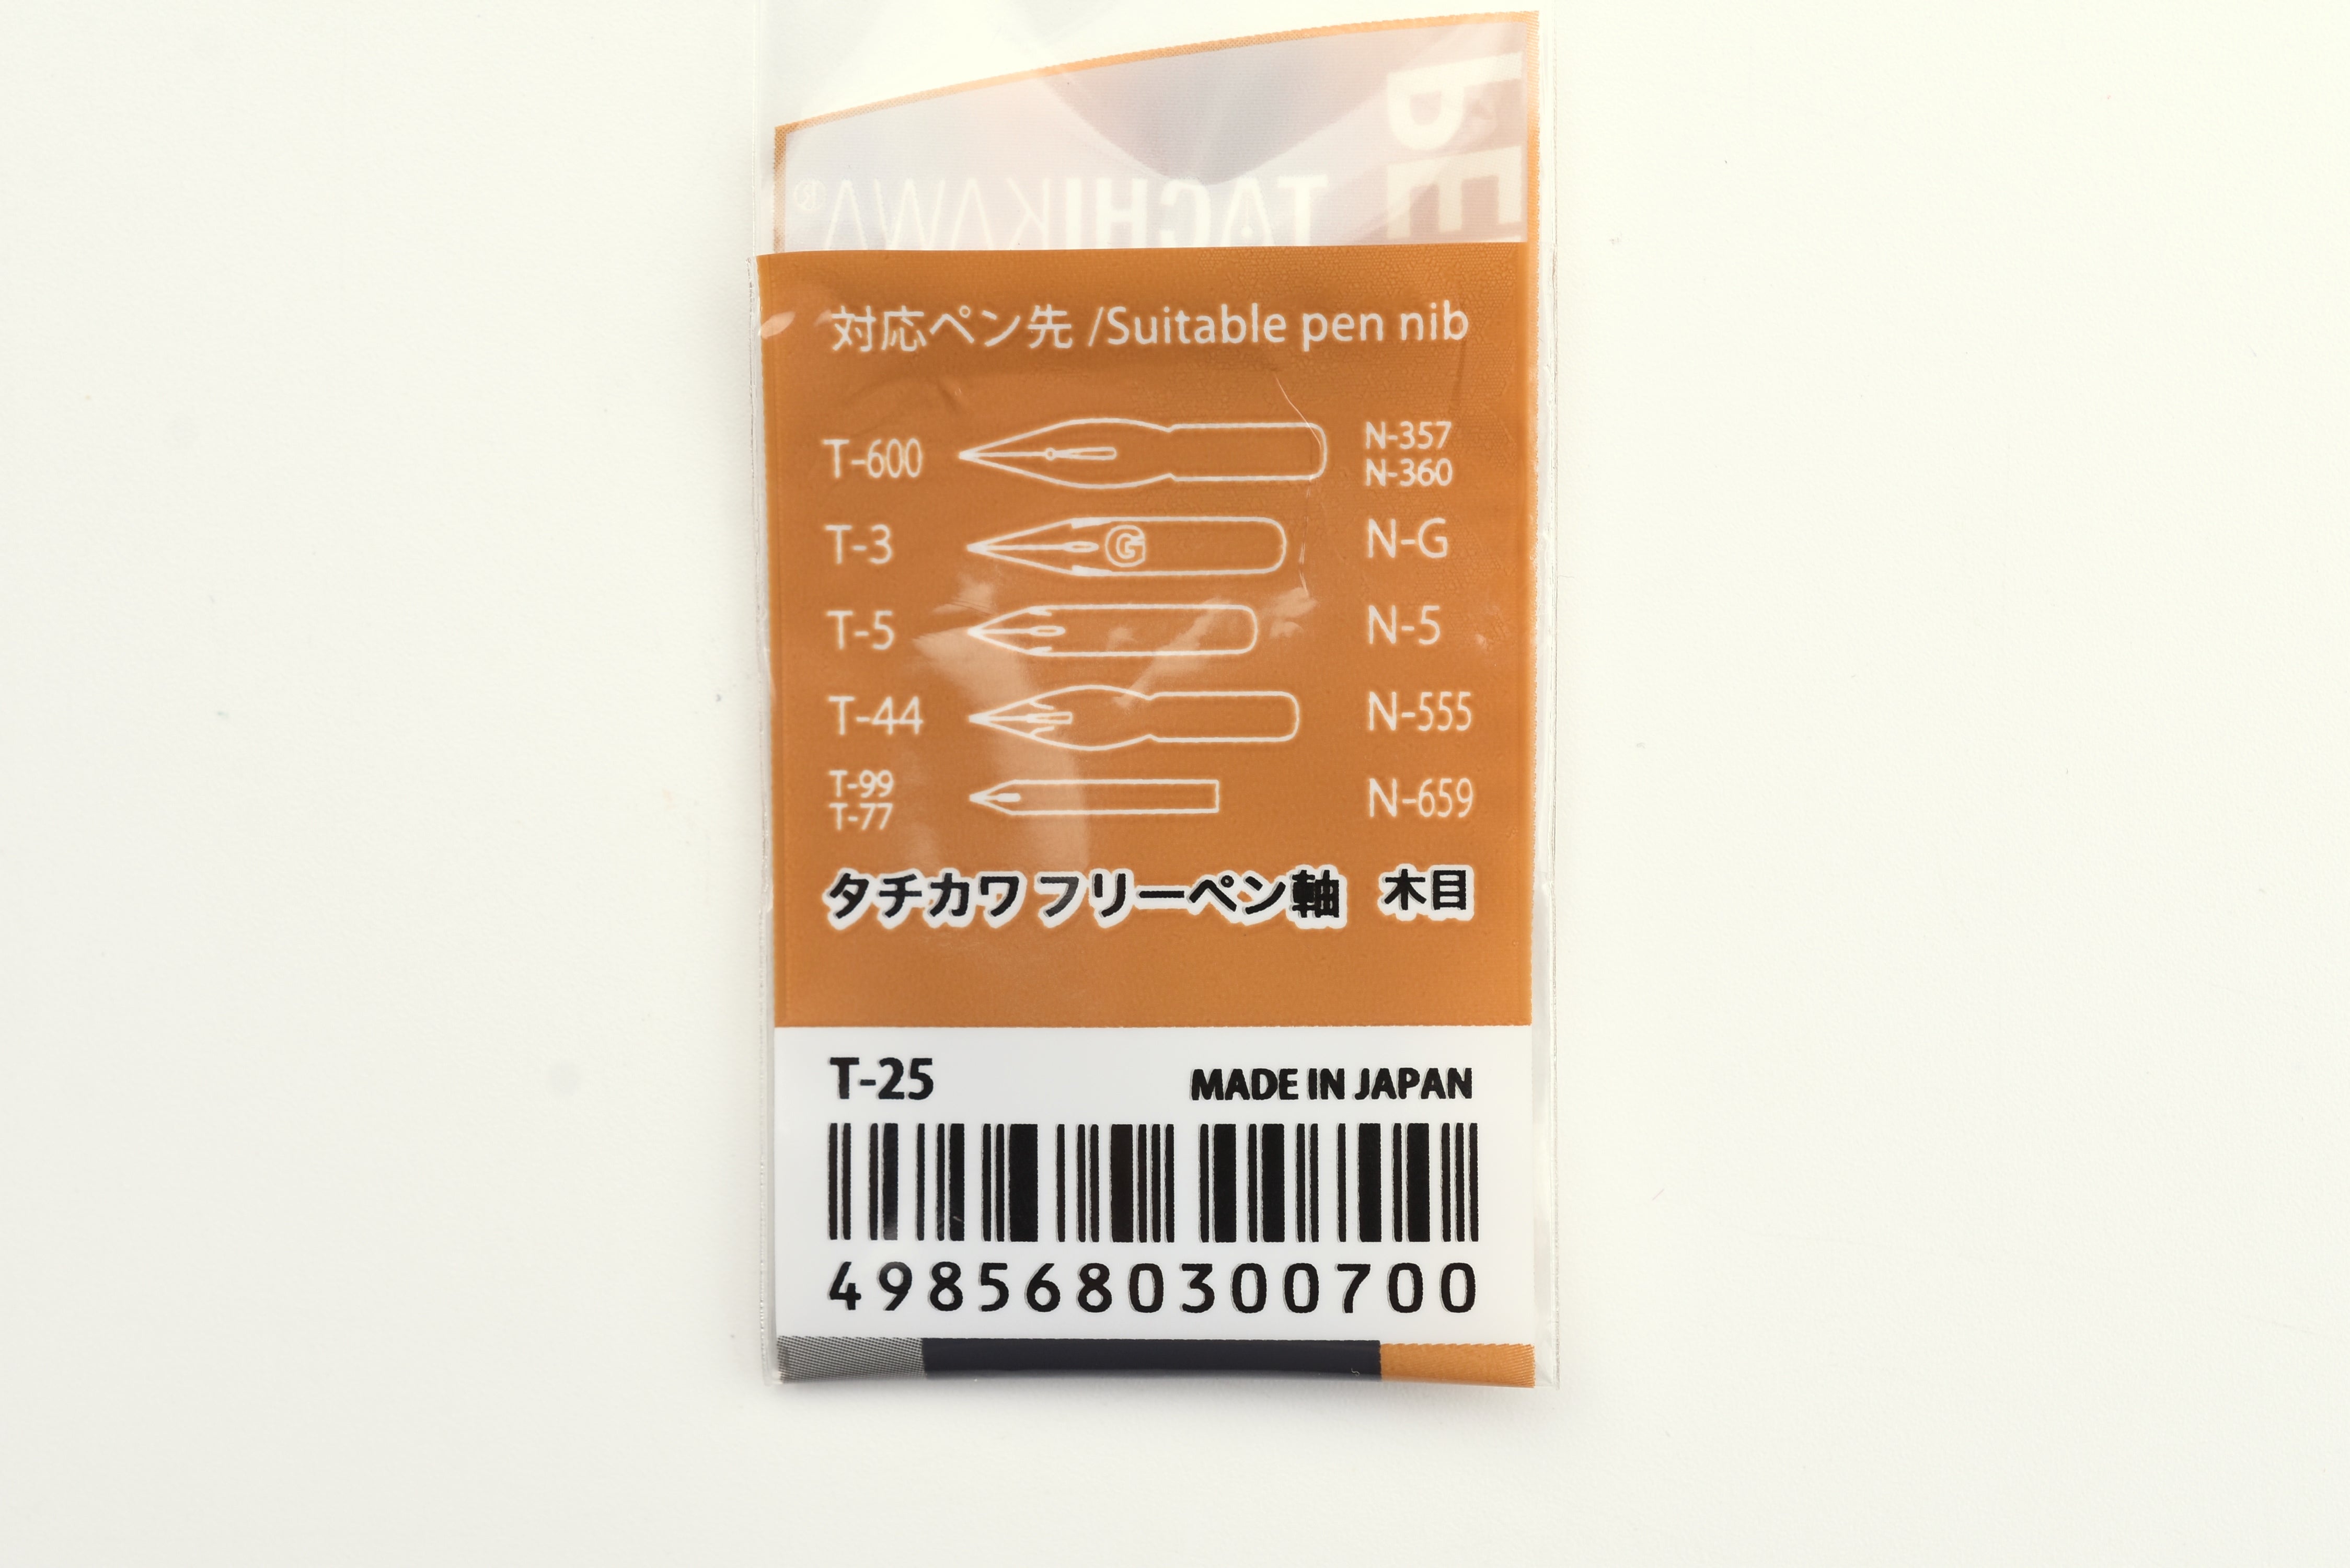 PE
TACHIKAWA®
対応ペン先 /Suitable pen nib
T-600 N-357 N-360
T-3 G N-G
T-5 N-5
T-44 N-555
T-99 T-77 N-659
タチカワ フリーペン軸 木目
T-25 MADE IN JAPAN
4985680300700